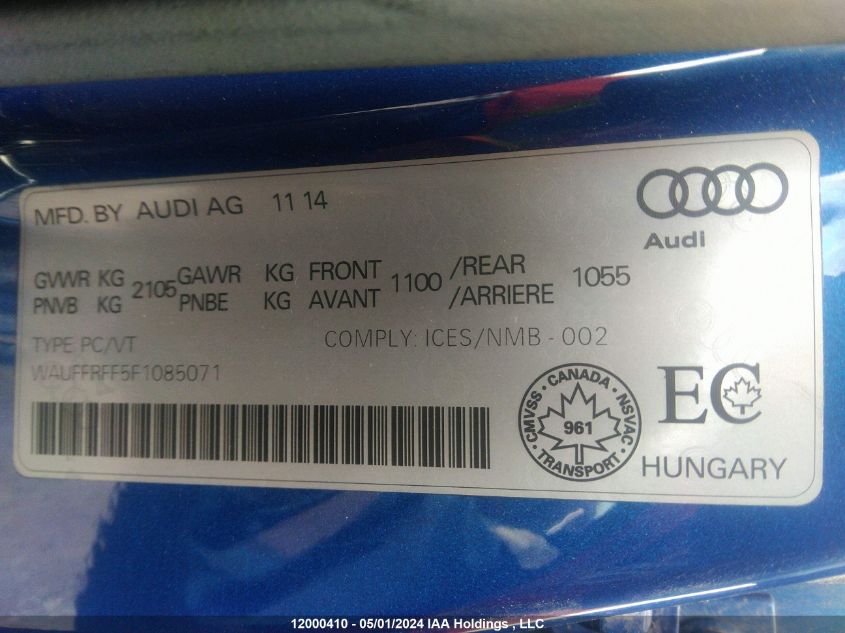 MFD. BY AUDI AG 11 14
Audi
GVWR KG 2105 GAWR KG FRONT 1100 /REAR 1055
PNVB KG PNBE KG AVANT /ARRIERE
TYPE: PC/VT COMPLY: ICES/NMB - 002
WAUFFRFF5F1085071
CMVSS • CANADA • NSVAC • TRANSPORT •
961
EC
HUNGARY
12000410 - 05/01/2024 IAA Holdings , LLC